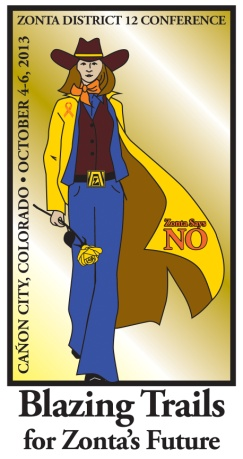 ZONTA DISTRICT 12 CONFERENCE
CAÑON CITY, COLORADO • OCTOBER 4-6, 2013
Zonta Says
NO
Blazing Trails
for Zonta's Future